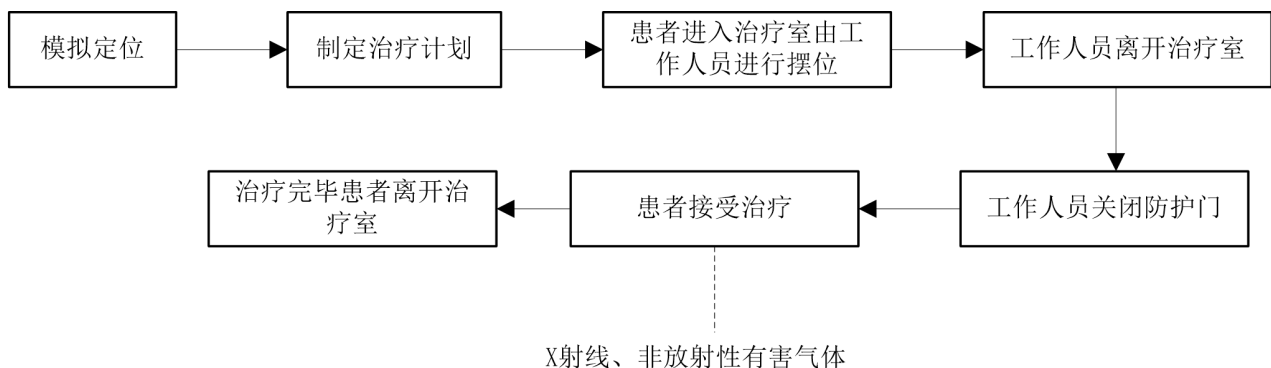 模拟定位
制定治疗计划
患者进入治疗室由工
作人员进行摆位
工作人员离开治疗室
工作人员关闭防护门
患者接受治疗
治疗完毕患者离开治
疗室
X射线、非放射性有害气体